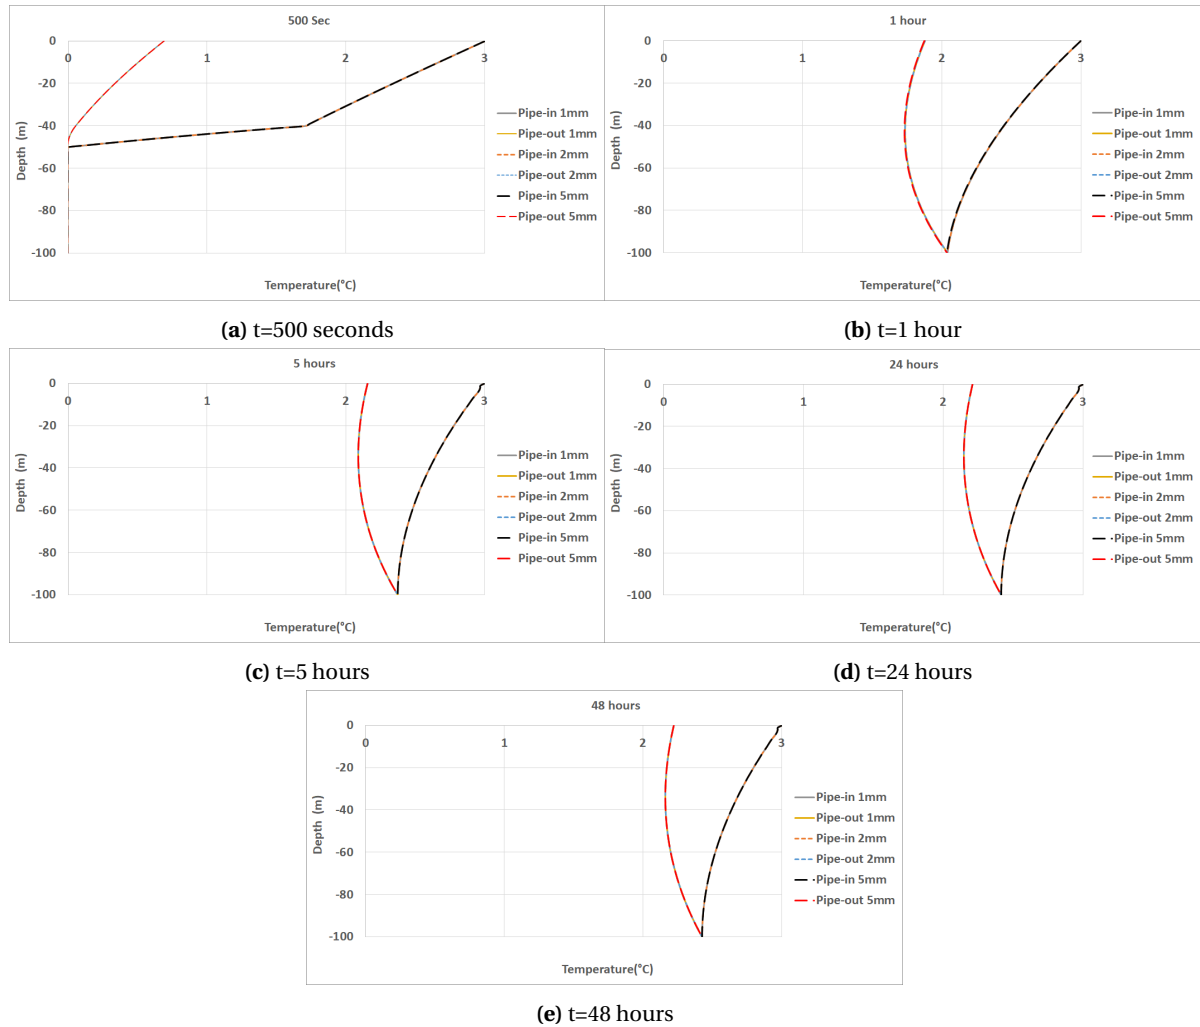 500 Sec
0
0 1 2 3
-20
-40
-60
-80
-100
Depth (m)
Temperature(°C)
Pipe-in 1mm
Pipe-out 1mm
Pipe-in 2mm
Pipe-out 2mm
Pipe-in 5mm
Pipe-out 5mm
(a) t=500 seconds
1 hour
0
0 1 2 3
-20
-40
-60
-80
-100
Depth (m)
Temperature(°C)
Pipe-in 1mm
Pipe-out 1mm
Pipe-in 2mm
Pipe-out 2mm
Pipe-in 5mm
Pipe-out 5mm
(b) t=1 hour
5 hours
0
0 1 2 3
-20
-40
-60
-80
-100
Depth (m)
Temperature(°C)
Pipe-in 1mm
Pipe-out 1mm
Pipe-in 2mm
Pipe-out 2mm
Pipe-in 5mm
Pipe-out 5mm
(c) t=5 hours
24 hours
0
0 1 2 3
-20
-40
-60
-80
-100
Depth (m)
Temperature(°C)
Pipe-in 1mm
Pipe-out 1mm
Pipe-in 2mm
Pipe-out 2mm
Pipe-in 5mm
Pipe-out 5mm
(d) t=24 hours
48 hours
0
0 1 2 3
-20
-40
-60
-80
-100
Depth (m)
Temperature(°C)
Pipe-in 1mm
Pipe-out 1mm
Pipe-in 2mm
Pipe-out 2mm
Pipe-in 5mm
Pipe-out 5mm
(e) t=48 hours